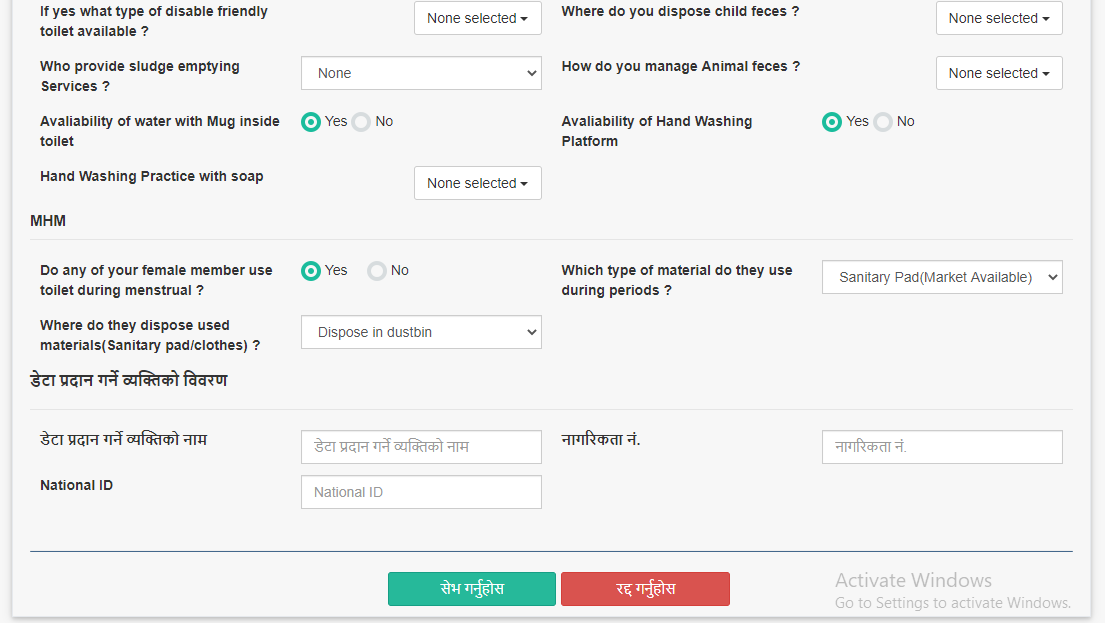 If yes what type of disable friendly
toilet available ?
None selected
Where do you dispose child feces ?
None selected
Who provide sludge emptying
Services ?
None
How do you manage Animal feces ?
None selected
Avaliability of water with Mug inside
toilet
Yes No
Avaliability of Hand Washing
Platform
Yes No
Hand Washing Practice with soap
None selected
MHM
Do any of your female member use
toilet during menstrual ?
Yes No
Which type of material do they use
during periods ?
Sanitary Pad(Market Available)
Where do they dispose used
materials(Sanitary pad/clothes) ?
Dispose in dustbin
डेटा प्रदान गर्ने व्यक्तिको विवरण
डेटा प्रदान गर्ने व्यक्तिको नाम
डेटा प्रदान गर्ने व्यक्तिको नाम
नागरिकता नं.
नागरिकता नं.
National ID
National ID
सेभ गर्नुहोस
रद्द गर्नुहोस
Activate Windows
Go to Settings to activate Windows.